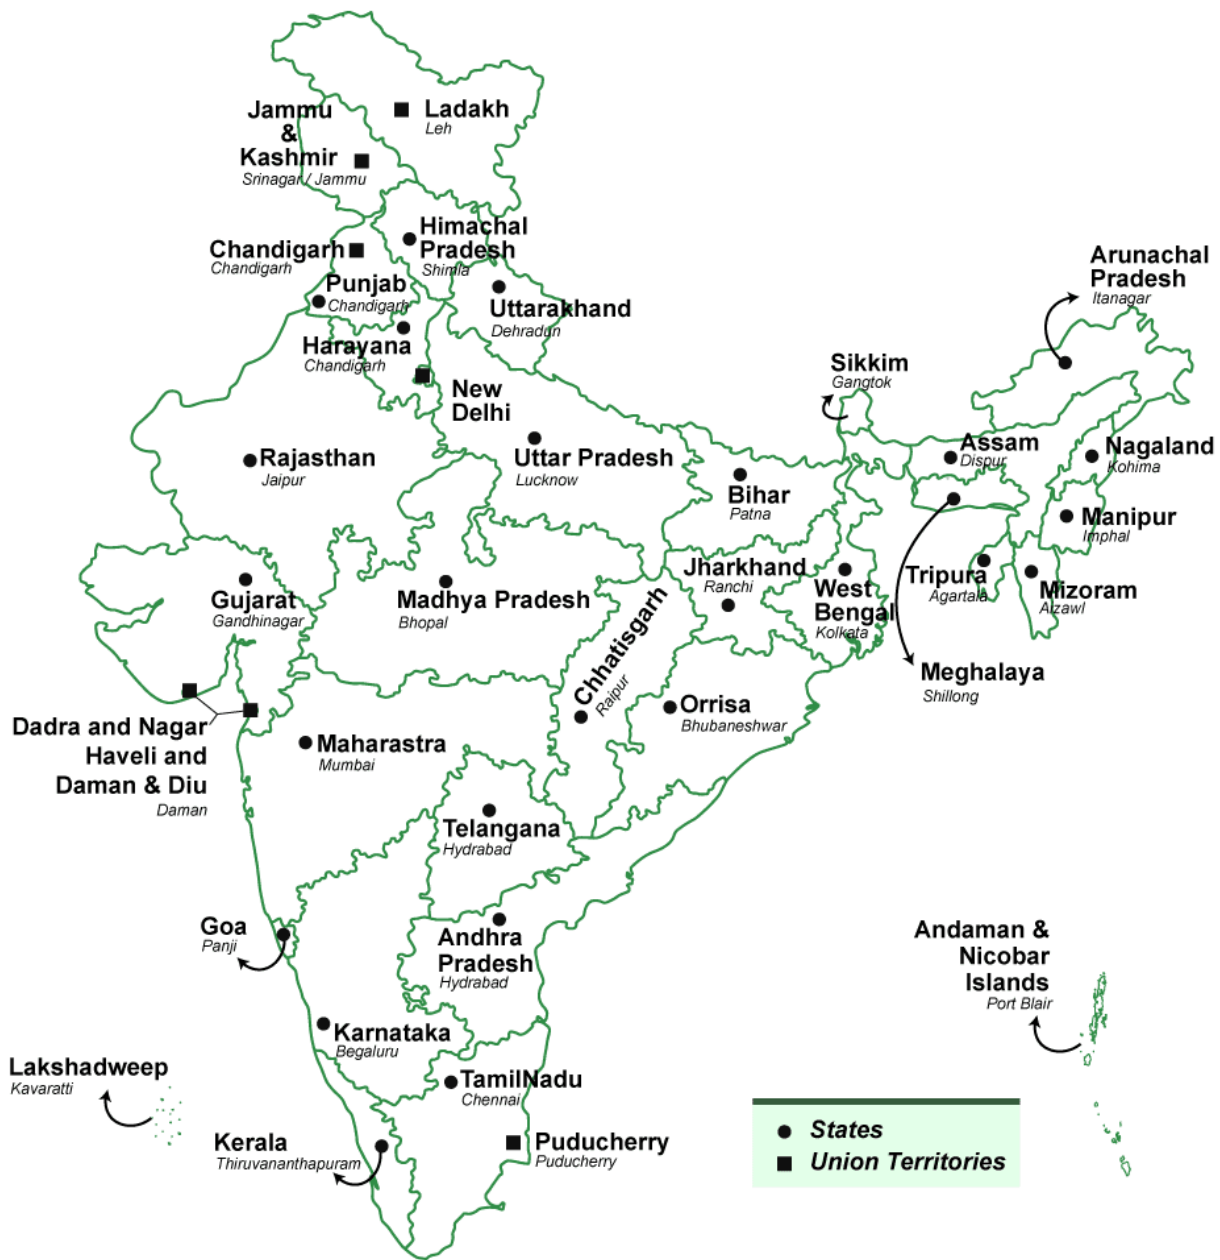 Jammu
&
Kashmir
Srinagar / Jammu
Ladakh
Leh
Himachal
Pradesh
Shimla
Chandigarh
Chandigarh
Punjab
Chandigarh
Uttarakhand
Dehradun
Harayana
Chandigarh
New
Delhi
Arunachal
Pradesh
Itanagar
Sikkim
Gangtok
Rajasthan
Jaipur
Uttar Pradesh
Lucknow
Bihar
Patna
Assam
Dispur
Nagaland
Kohima
Manipur
Imphal
Gujarat
Gandhinagar
Madhya Pradesh
Bhopal
Jharkhand
Ranchi
West
Bengal
Kolkata
Tripura
Agartala
Mizoram
Aizawl
Chhatisgarh
Raipur
Meghalaya
Shillong
Orrisa
Bhubaneshwar
Dadra and Nagar
Haveli and
Daman & Diu
Daman
Maharastra
Mumbai
Telangana
Hydrabad
Goa
Panji
Andhra
Pradesh
Hydrabad
Andaman &
Nicobar
Islands
Port Blair
Karnataka
Begaluru
Lakshadweep
Kavaratti
TamilNadu
Chennai
Kerala
Thiruvananthapuram
Puducherry
Puducherry
States
Union Territories